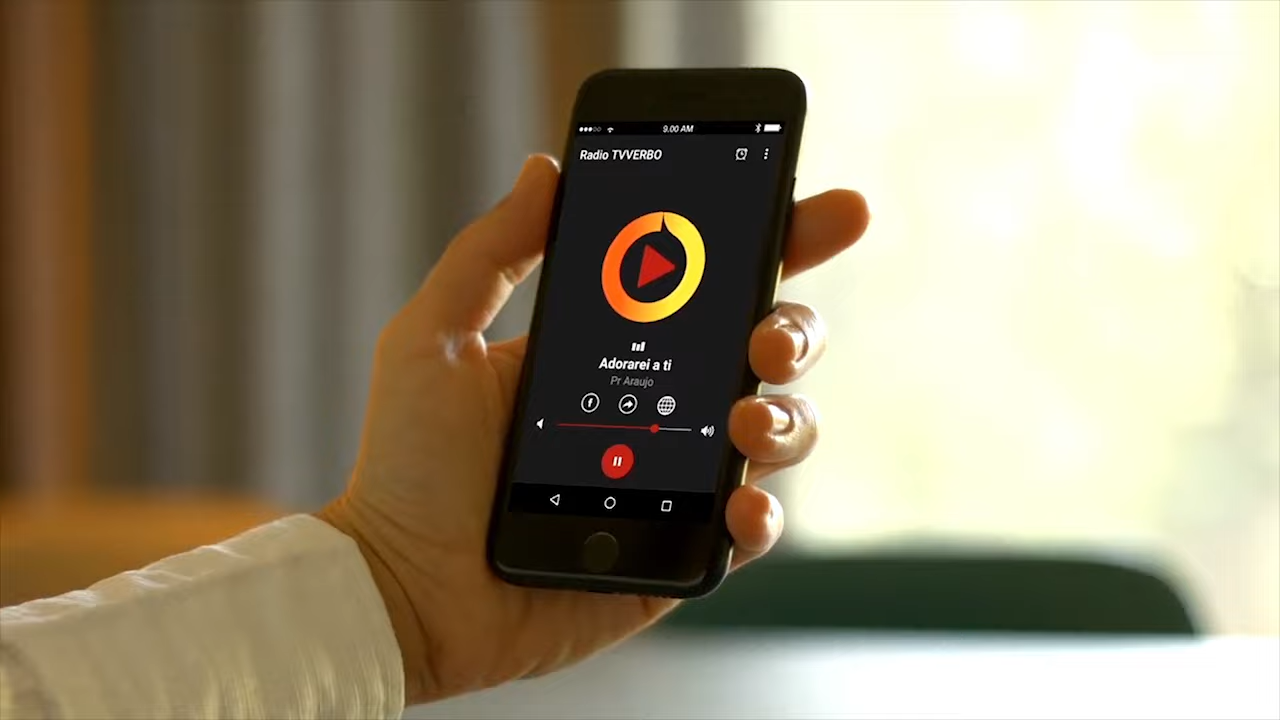 9.00 AM
Radio TVVERBO
Adorarei a ti
Pr Araujo
f